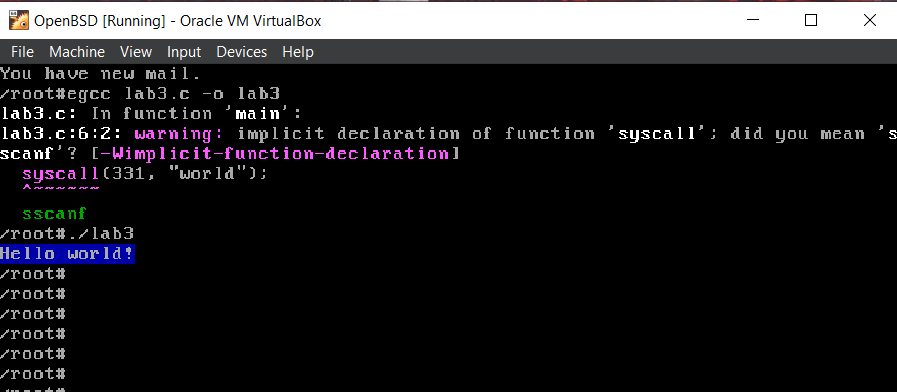 OpenBSD [Running] - Oracle VM VirtualBox
File Machine View Input Devices Help
You have new mail.
/root#egcc lab3.c -o lab3
lab3.c: In function 'main':
lab3.c:6:2: warning: implicit declaration of function 'syscall'; did you mean 's
scanf'? [-Wimplicit-function-declaration]
syscall(331, "world");
^~~~~~~
sscanf
/root#./lab3
Hello world!
/root#
/root#
/root#
/root#
/root#
/root#
/root#